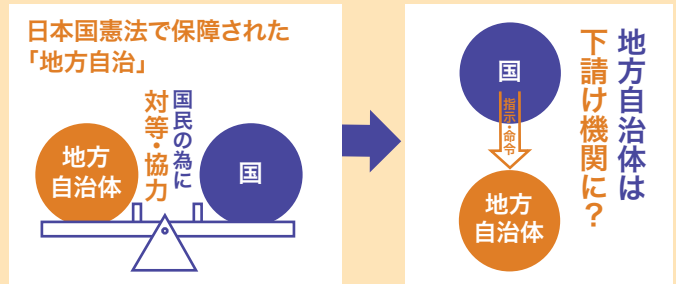 日本国憲法で保障された
「地方自治」
国民の為に
対等・協力
地方
自治体
国
地方自治体は
下請け機関に？
国
指示・命令
地方
自治体